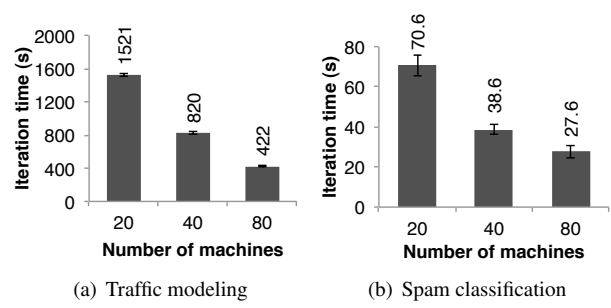 Iteration time (s)
2000
1600
1200
800
400
0
1521
820
422
20 40 80
Number of machines
(a) Traffic modeling
Iteration time (s)
80
60
40
20
0
70.6
38.6
27.6
20 40 80
Number of machines
(b) Spam classification